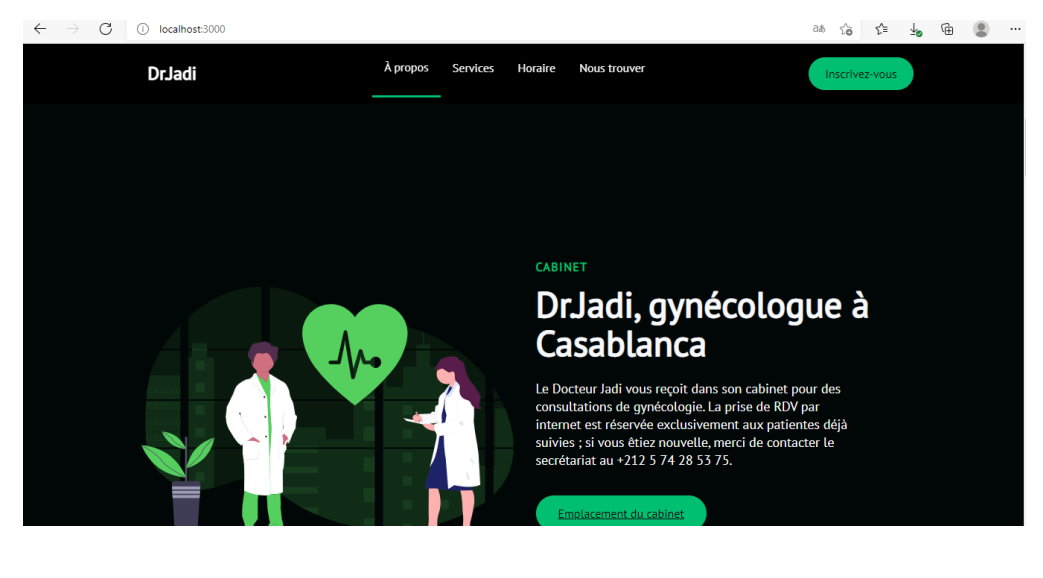 localhost:3000
DrJadi
À propos Services Horaire Nous trouver
Inscrivez-vous
CABINET
DrJadi, gynécologue à
Casablanca
Le Docteur Jadi vous reçoit dans son cabinet pour des
consultations de gynécologie. La prise de RDV par
internet est réservée exclusivement aux patientes déjà
suivies ; si vous êtiez nouvelle, merci de contacter le
secrétariat au +212 5 74 28 53 75.
Emplacement du cabinet